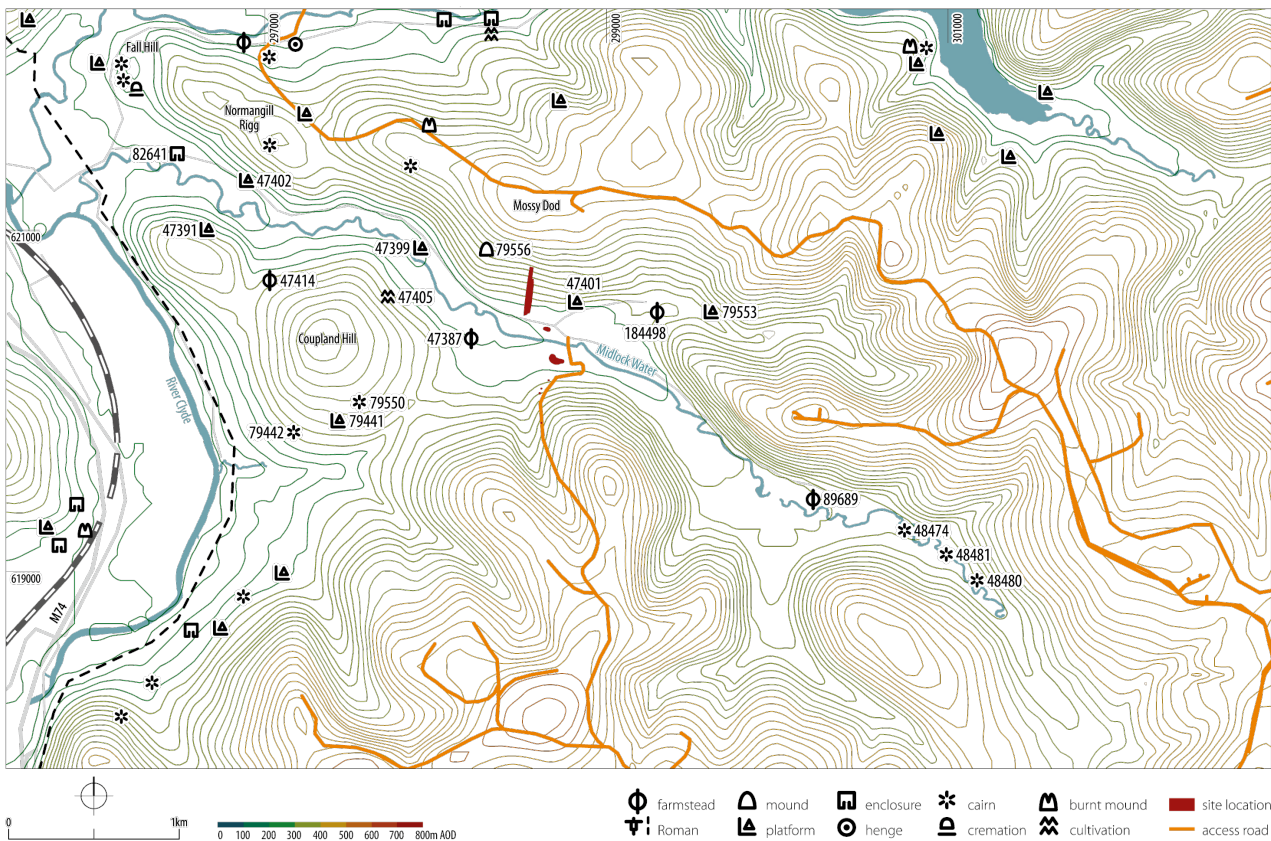 297000
299000
301000
Fall Hill
Normangill
Rigg
82641
47402
Mossy Dod
47391
621000
47399
79556
47414
47405
47401
184498
79553
Coupland Hill
47387
Midlock Water
River Clyde
79550
79441
79442
89689
48474
48481
48480
619000
M74
0
1km
0 100 200 300 400 500 600 700 800m AOD
farmstead
mound
enclosure
cairn
burnt mound
site location
Roman
platform
henge
cremation
cultivation
access road